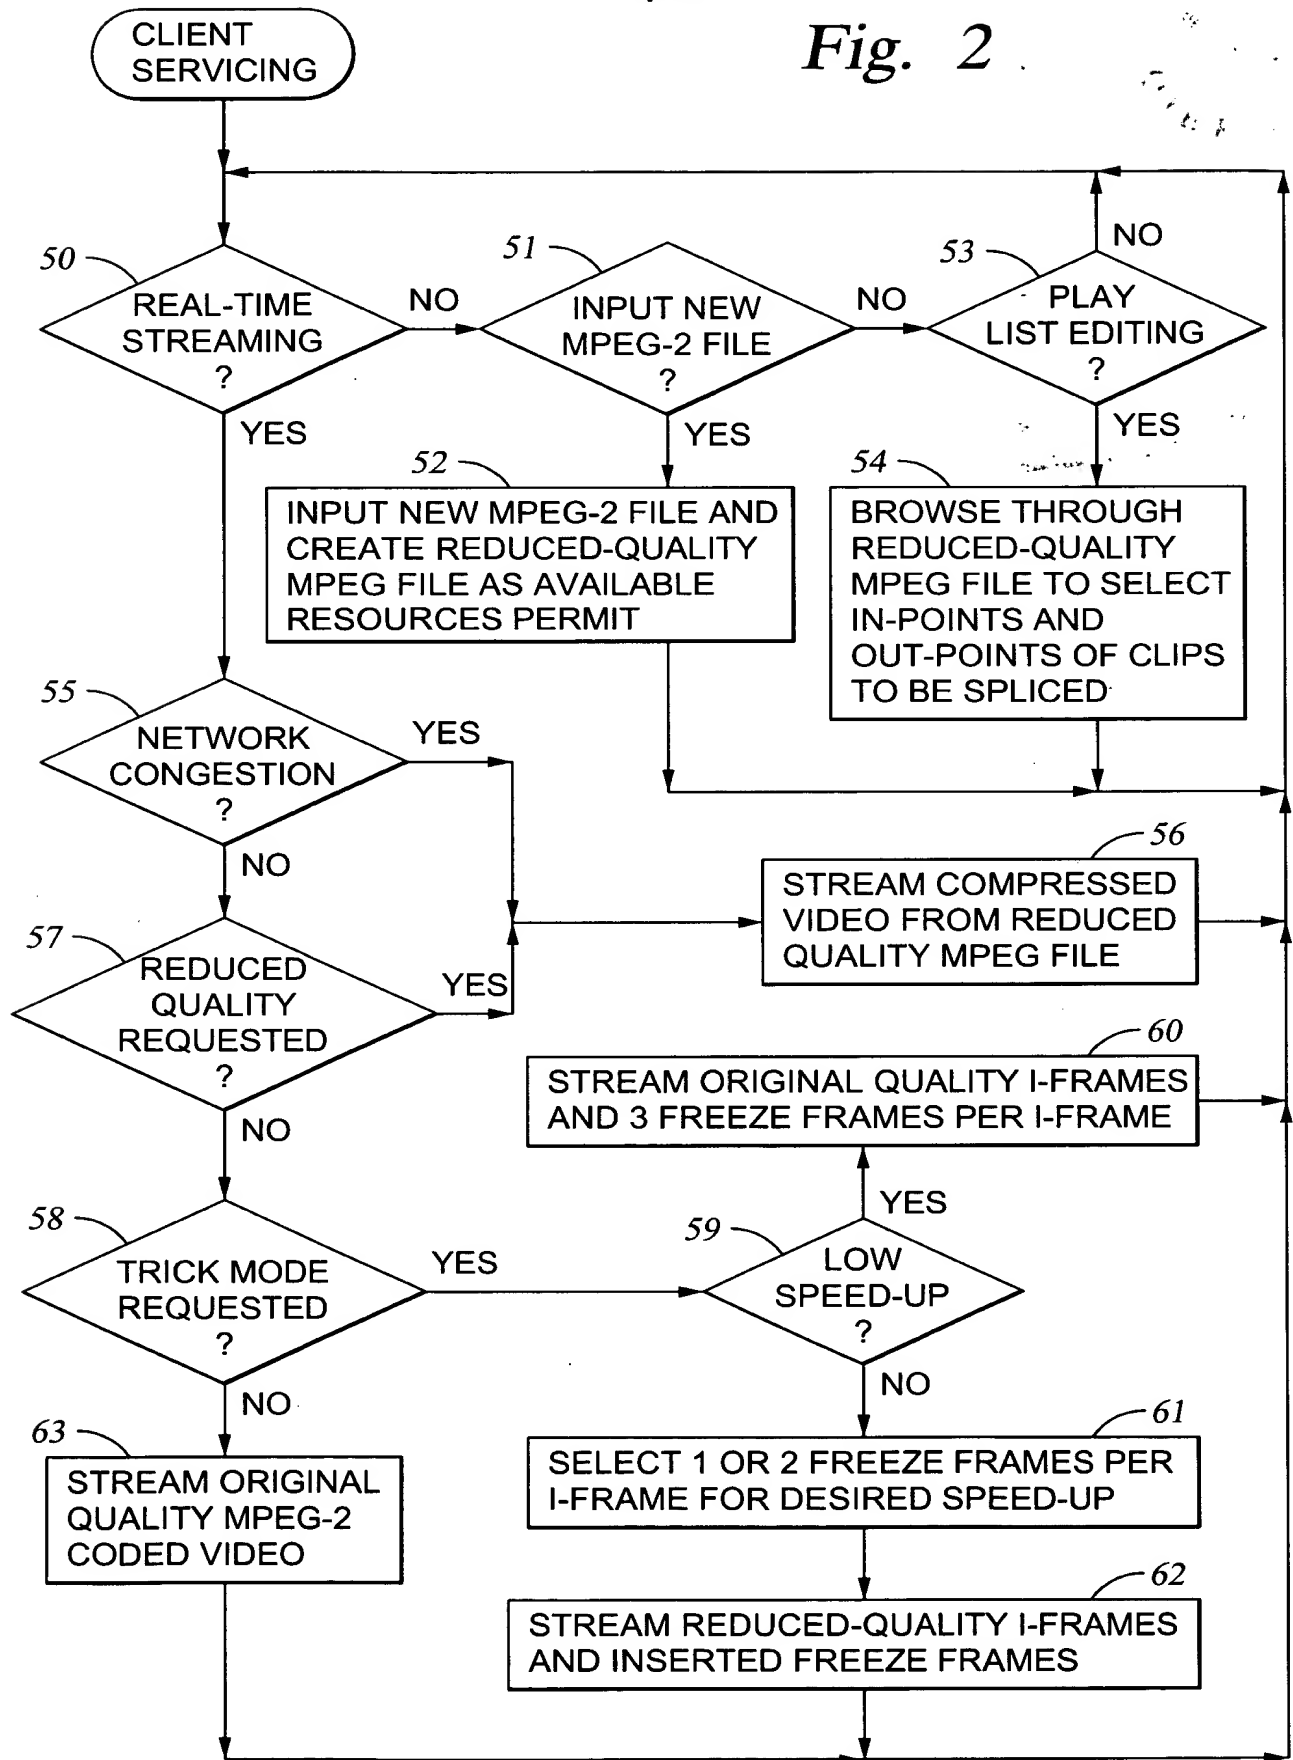 CLIENT
SERVICING
Fig. 2
50
REAL-TIME
STREAMING
?
NO
YES
51
INPUT NEW
MPEG-2 FILE
?
NO
YES
53
PLAY
LIST EDITING
?
NO
YES
52
INPUT NEW MPEG-2 FILE AND
CREATE REDUCED-QUALITY
MPEG FILE AS AVAILABLE
RESOURCES PERMIT
54
BROWSE THROUGH
REDUCED-QUALITY
MPEG FILE TO SELECT
IN-POINTS AND
OUT-POINTS OF CLIPS
TO BE SPLICED
55
NETWORK
CONGESTION
?
YES
NO
56
STREAM COMPRESSED
VIDEO FROM REDUCED
QUALITY MPEG FILE
57
REDUCED
QUALITY
REQUESTED
?
YES
NO
60
STREAM ORIGINAL QUALITY I-FRAMES
AND 3 FREEZE FRAMES PER I-FRAME
58
TRICK MODE
REQUESTED
?
YES
NO
59
LOW
SPEED-UP
?
YES
NO
63
STREAM ORIGINAL
QUALITY MPEG-2
CODED VIDEO
61
SELECT 1 OR 2 FREEZE FRAMES PER
I-FRAME FOR DESIRED SPEED-UP
62
STREAM REDUCED-QUALITY I-FRAMES
AND INSERTED FREEZE FRAMES